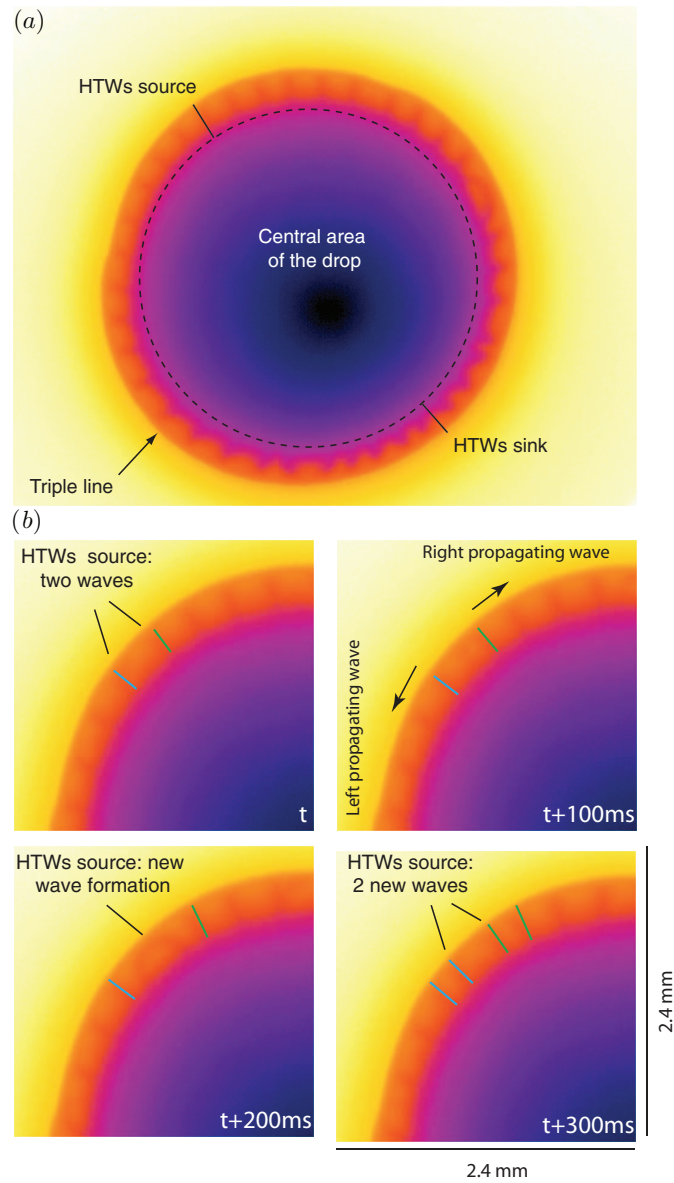 (a)
HTWs source
Central area
of the drop
HTWs sink
Triple line
(b)
HTWs source:
two waves
t
Right propagating wave
Left propagating wave
t+100ms
HTWs source: new
wave formation
t+200ms
HTWs source:
2 new waves
t+300ms
2.4 mm
2.4 mm